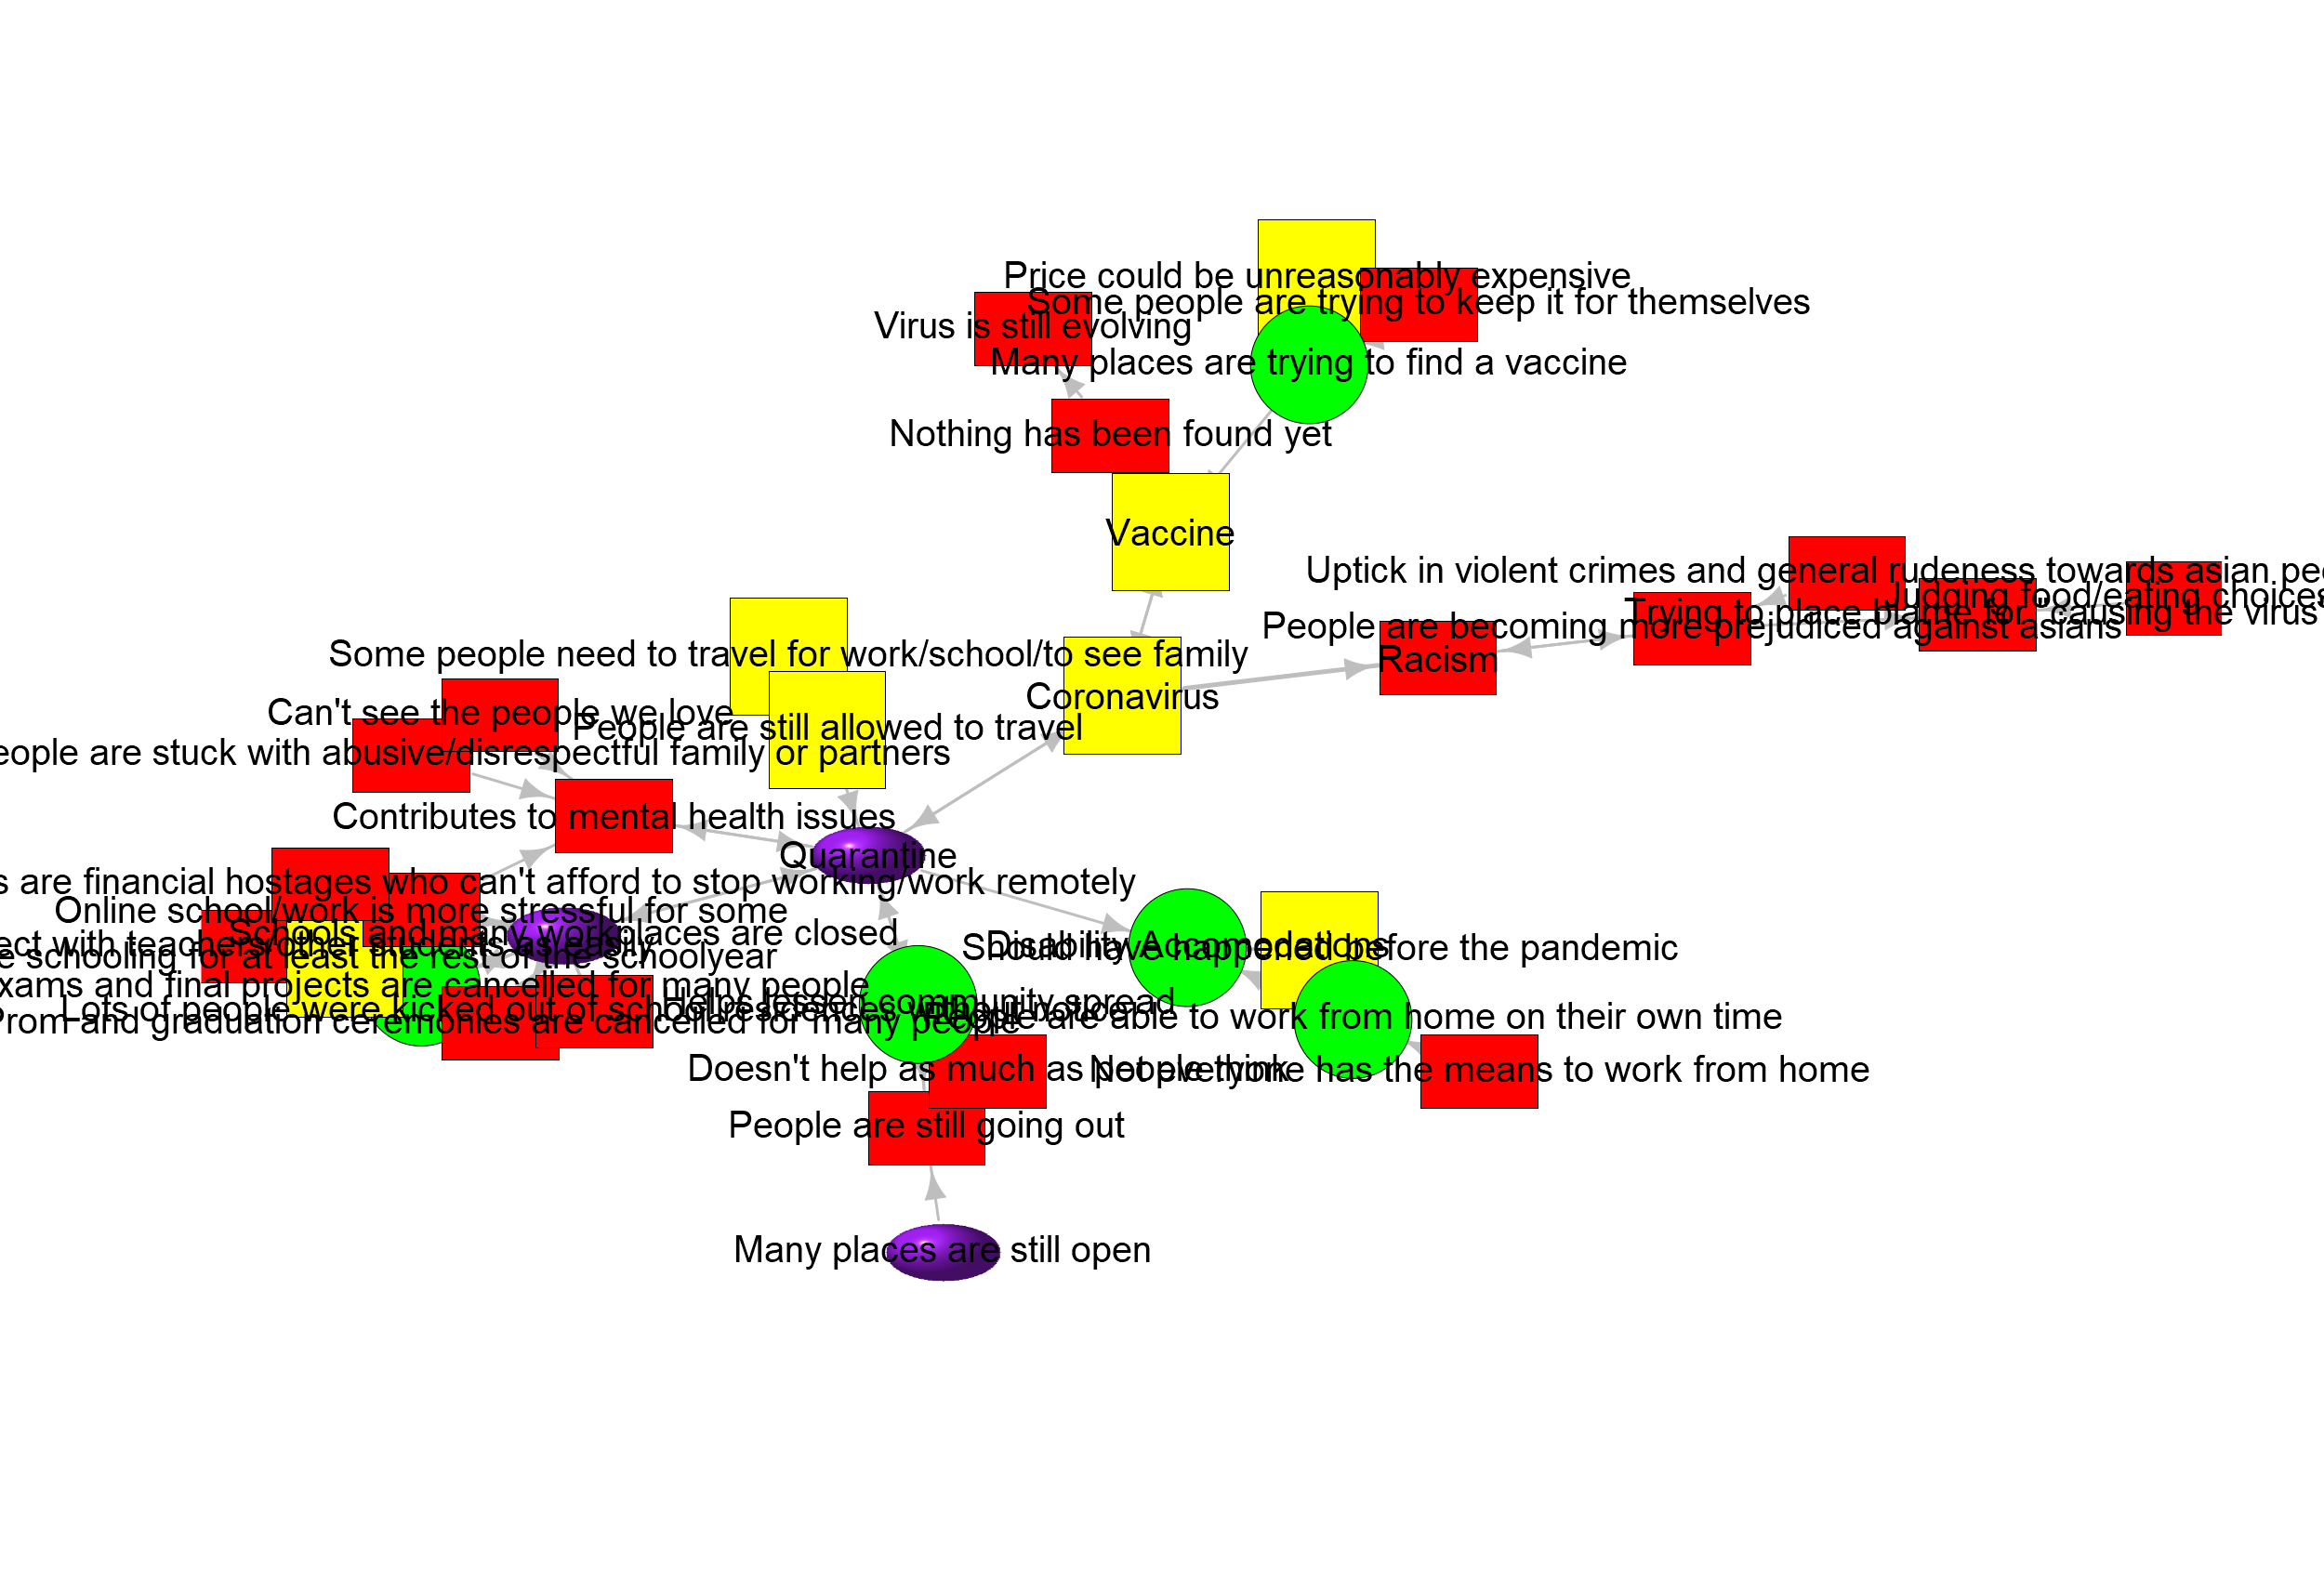 Price could be unreasonably expensive
Some people are trying to keep it for themselves
Virus is still evolving
Many places are trying to find a vaccine
Nothing has been found yet
Vaccine
Uptick in violent crimes and general rudeness towards asian
Judging food/eating choices
Trying to place blame for "causing the virus"
People are becoming more prejudiced against asians
Some people need to travel for work/school/to see family
Racism
Coronavirus
Can't see the people we love
People are still allowed to travel
are stuck with abusive/disrespectful family or partners
Contributes to mental health issues
Quarantine
are financial hostages who can't afford to stop working/work remotely
Online school/work is more stressful for some
Schools and many workplaces are closed
with teachers/other students as easily
Disability Accomodations
Should have happened before the pandemic
schooling for at least the rest of the schoolyear
and final projects are cancelled for many people
Helps lessen community spread
Lots of people were kicked out of school residences without notice
People are able to work from home on their own time
and graduation ceremonies are cancelled for many people
Doesn't help as much as people think
Not everyone has the means to work from home
People are still going out
Many places are still open